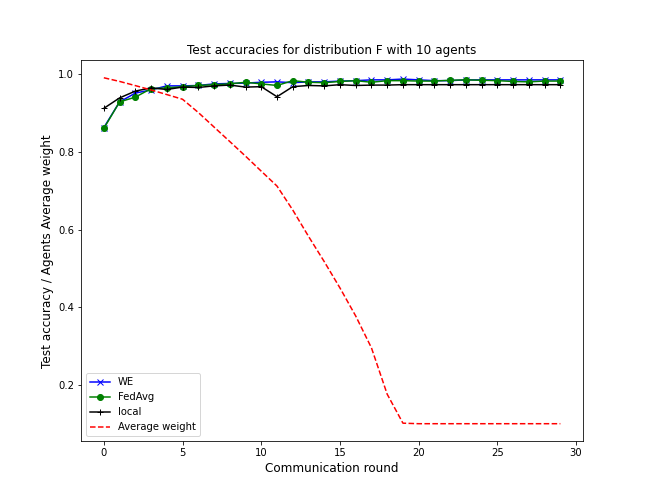 Test accuracies for distribution F with 10 agents
Test accuracy / Agents Average weight
1.0
0.8
0.6
0.4
0.2
WE
FedAvg
local
Average weight
0 5 10 15 20 25 30
Communication round